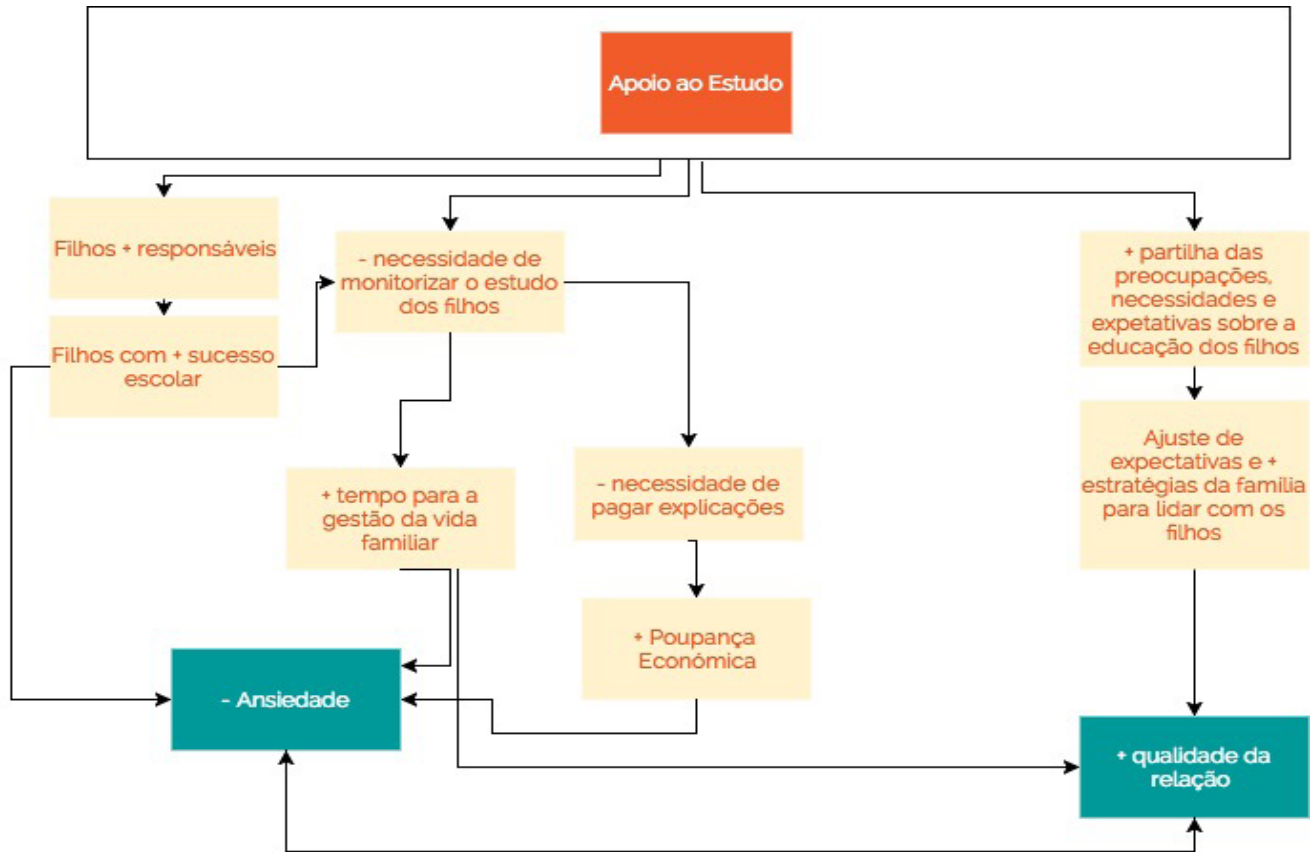 Apoio ao Estudo
Filhos + responsáveis
- necessidade de
monitorizar o estudo
dos filhos
+ partilha das
preocupações,
necessidades e
expetativas sobre a
educação dos filhos
Filhos com + sucesso
escolar
Ajuste de
expectativas e +
estratégias da família
para lidar com os
filhos
+ tempo para a
gestão da vida
familiar
- necessidade de
pagar explicações
+ Poupança
Económica
- Ansiedade
+ qualidade da
relação